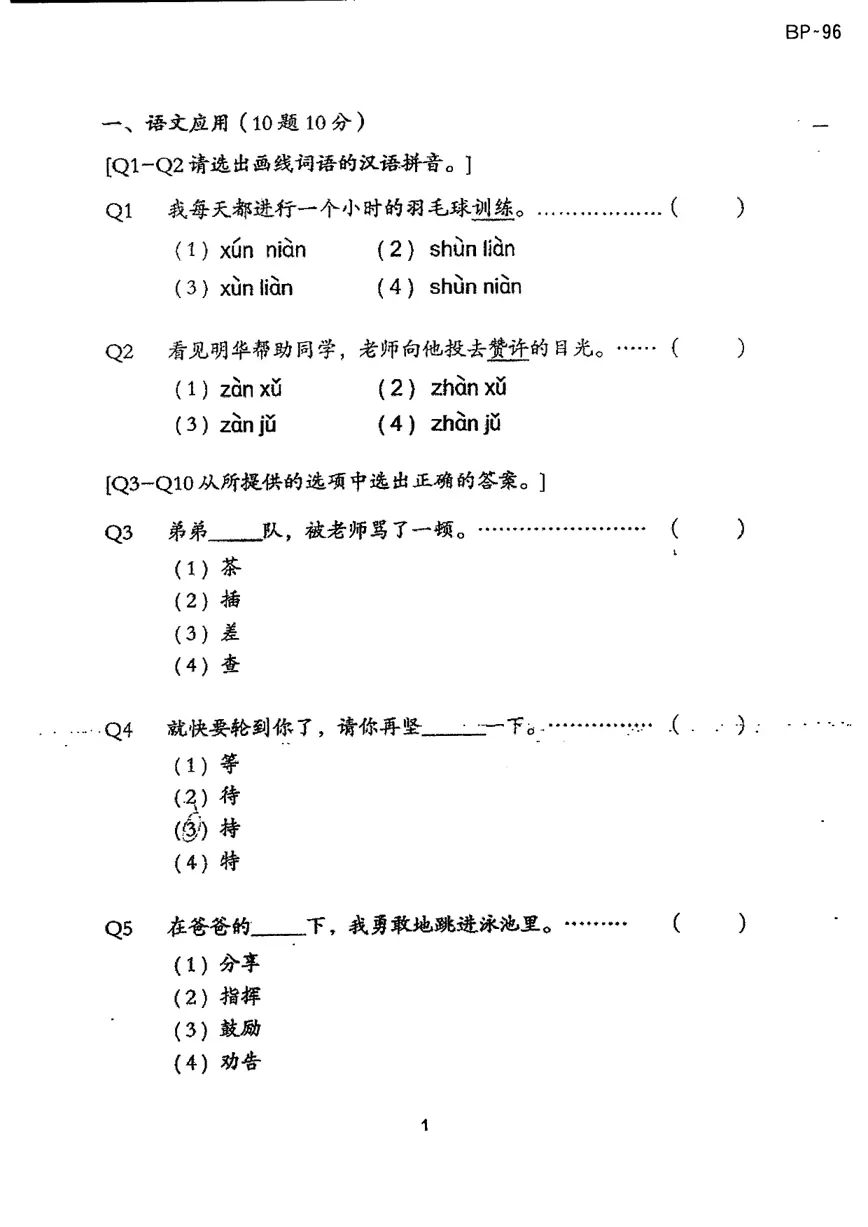 BP-96
一、语文应用(10题10分)
[Q1-Q2请选出画线词语的汉语拼音。]
Q1 我每天都进行一个小时的羽毛球训练。………………( )
(1) xún niàn (2) shùn liàn
(3) xùn liàn (4) shùn niàn
Q2 看见明华帮助同学，老师向他投去赞许的目光。……( )
(1) zàn xǔ (2) zhàn xǔ
(3) zàn jǔ (4) zhàn jǔ
[Q3-Q10从所提供的选项中选出正确的答案。]
Q3 弟弟____队，被老师骂了一顿。……………………( )
(1) 茶
(2) 插
(3) 差
(4) 查
Q4 就快要轮到你了，请你再坚____一下。…………( )
(1) 等
(2) 待
(3) 持
(4) 特
Q5 在爸爸的____下，我勇敢地跳进泳池里。………( )
(1) 分享
(2) 指挥
(3) 鼓励
(4) 劝告
1